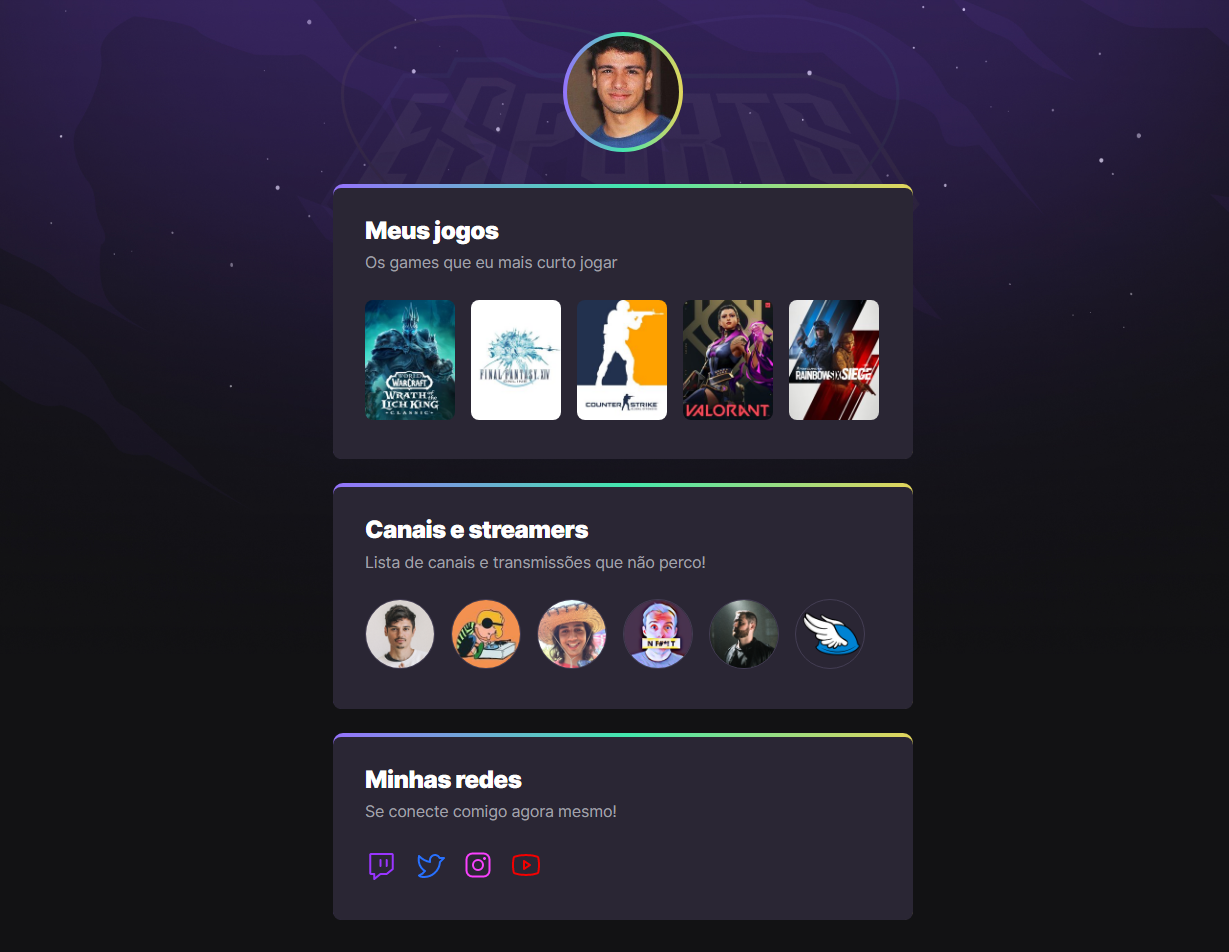 ESPORTS
Meus jogos
Os games que eu mais curto jogar
WORLD
WARCRAFT
WRATH of the
LICH KING
CLASSIC
FINAL FANTASY XIV
COUNTER STRIKE
VALORANT
RAINBOW SIX SIEGE
Canais e streamers
Lista de canais e transmissões que não perco!
N F#*! T
Minhas redes
Se conecte comigo agora mesmo!